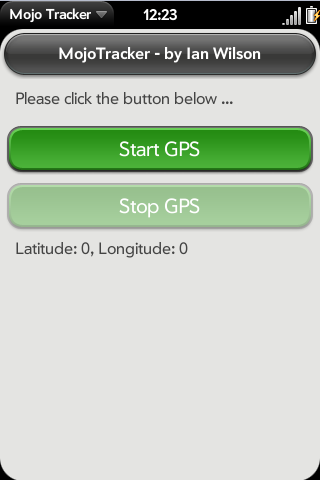 Mojo Tracker 12:23
MojoTracker - by Ian Wilson
Please click the button below ...
Start GPS
Stop GPS
Latitude: 0, Longitude: 0